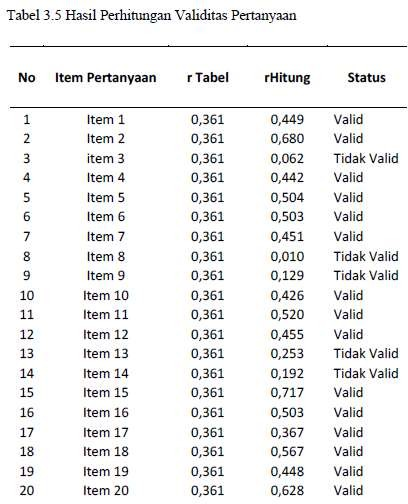 Tabel 3.5 Hasil Perhitungan Validitas Pertanyaan
No Item Pertanyaan r Tabel rHitung Status
1 Item 1 0,361 0,449 Valid
2 Item 2 0,361 0,680 Valid
3 item 3 0,361 0,062 Tidak Valid
4 Item 4 0,361 0,442 Valid
5 Item 5 0,361 0,504 Valid
6 Item 6 0,361 0,503 Valid
7 Item 7 0,361 0,451 Valid
8 Item 8 0,361 0,010 Tidak Valid
9 Item 9 0,361 0,129 Tidak Valid
10 Item 10 0,361 0,426 Valid
11 Item 11 0,361 0,520 Valid
12 Item 12 0,361 0,455 Valid
13 Item 13 0,361 0,253 Tidak Valid
14 Item 14 0,361 0,192 Tidak Valid
15 Item 15 0,361 0,717 Valid
16 Item 16 0,361 0,503 Valid
17 Item 17 0,361 0,367 Valid
18 Item 18 0,361 0,567 Valid
19 Item 19 0,361 0,448 Valid
20 Item 20 0,361 0,628 Valid